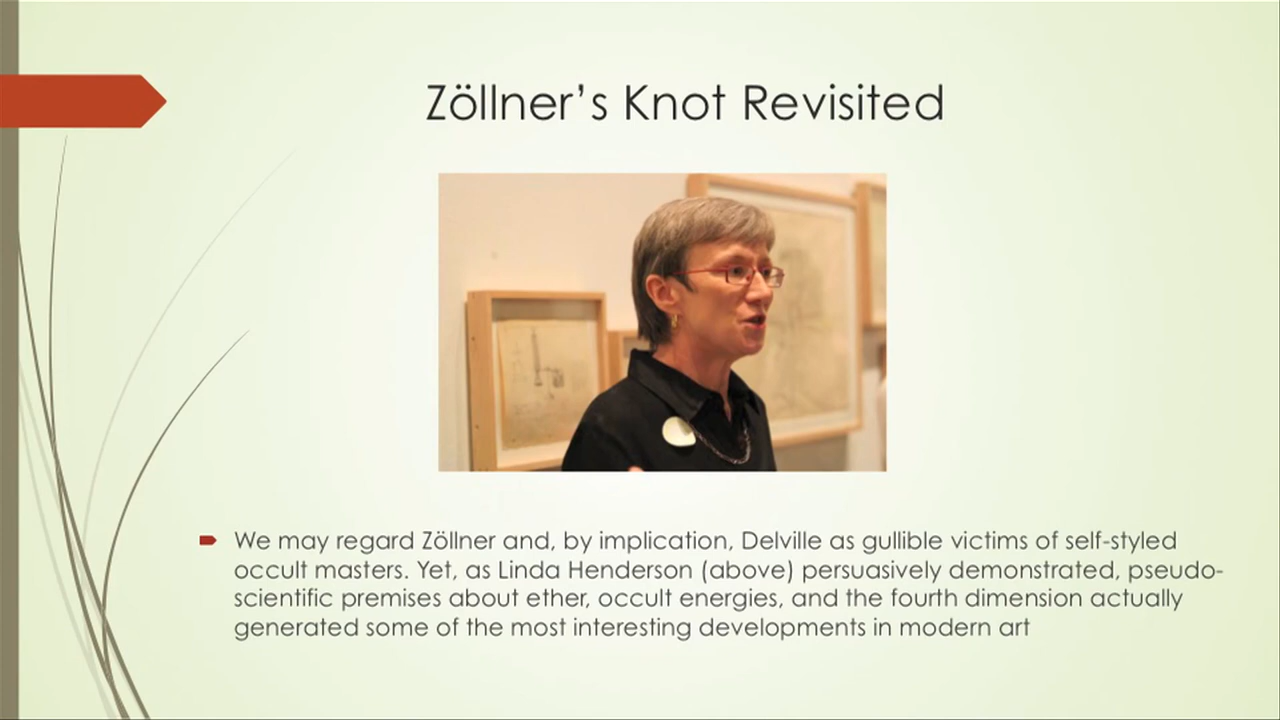 Zöllner’s Knot Revisited
We may regard Zöllner and, by implication, Delville as gullible victims of self-styled
occult masters. Yet, as Linda Henderson (above) persuasively demonstrated, pseudo-
scientific premises about ether, occult energies, and the fourth dimension actually
generated some of the most interesting developments in modern art